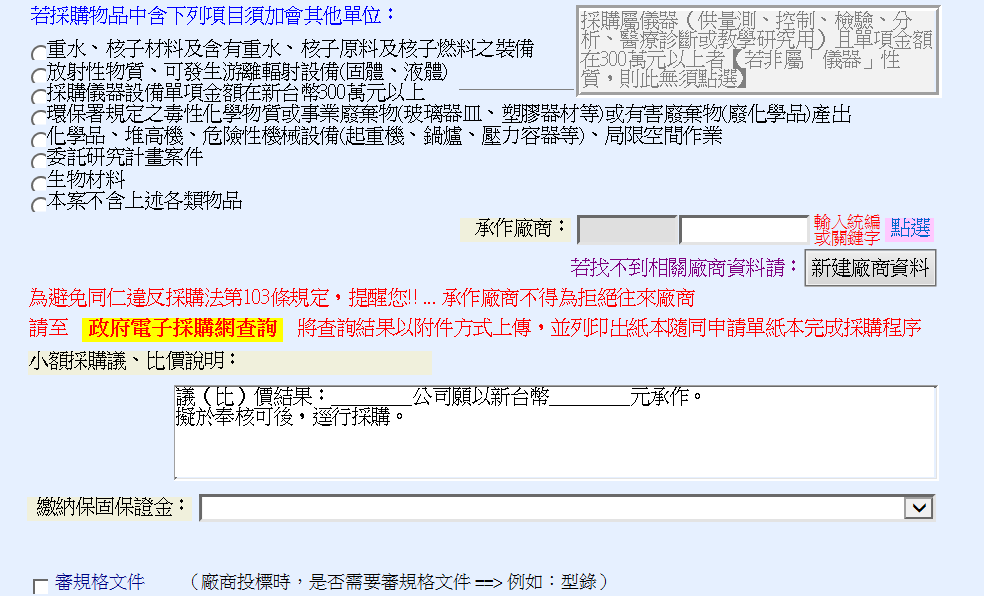 若採購物品中含下列項目須加會其他單位：
採購屬儀器（供量測、控制、檢驗、分
析、醫療診斷或教學研究用）且單項金額
在300萬元以上者【若非屬「儀器」性
質，則此無須點選】
重水、核子材料及含有重水、核子原料及核子燃料之裝備
放射性物質、可發生游離輻射設備(固體、液體)
採購儀器設備單項金額在新台幣300萬元以上
環保署規定之毒性化學物質或事業廢棄物(玻璃器皿、塑膠器材等)或有害廢棄物(廢化學品)產出
化學品、堆高機、危險性機械設備(起重機、鍋爐、壓力容器等)、局限空間作業
委託研究計畫案件
生物材料
本案不含上述各類物品
承作廠商：
輸入統編
或關鍵字
點選
若找不到相關廠商資料請：
新建廠商資料
為避免同仁違反採購法第103條規定，提醒您!! ... 承作廠商不得為拒絕往來廠商
請至 政府電子採購網查詢 將查詢結果以附件方式上傳，並列印出紙本隨同申請單紙本完成採購程序
小額採購議、比價說明：
議（比）價結果：________公司願以新台幣________元承作。
擬於奉核可後，逕行採購。
繳納保固保證金：
審規格文件 （廠商投標時，是否需要審規格文件 ==> 例如：型錄）